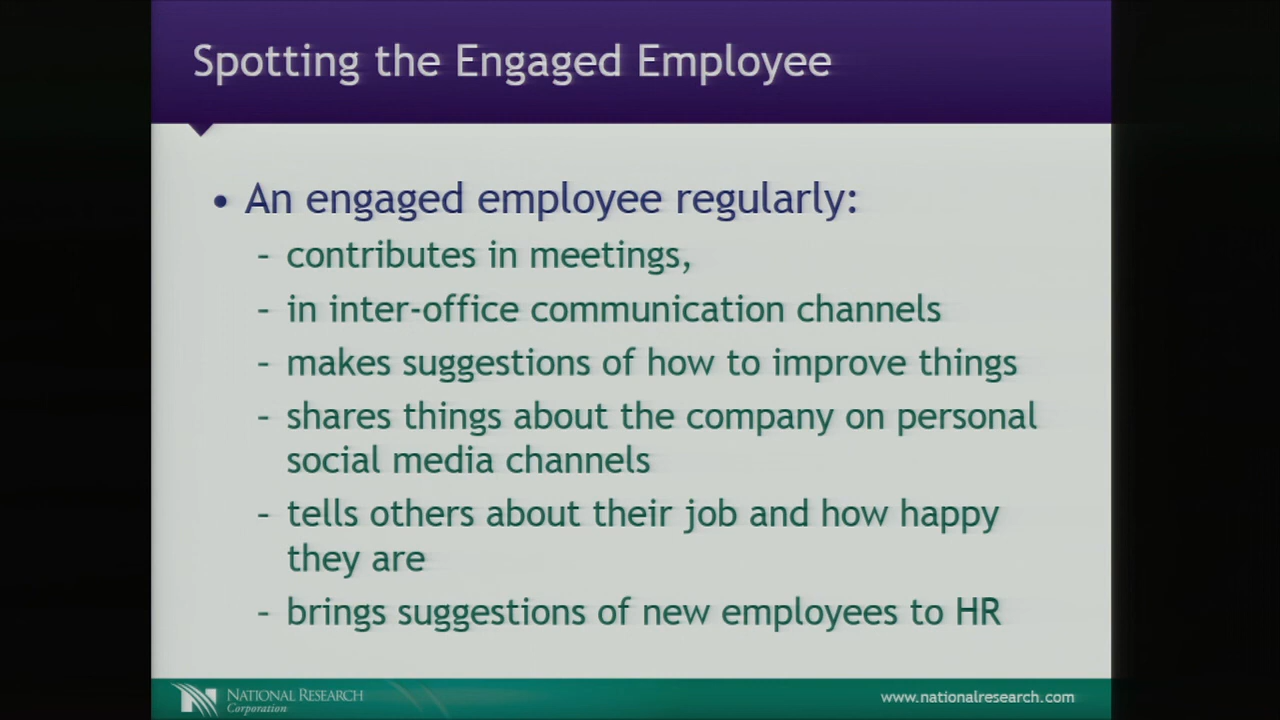 Spotting the Engaged Employee
• An engaged employee regularly:
– contributes in meetings,
– in inter-office communication channels
– makes suggestions of how to improve things
– shares things about the company on personal
social media channels
– tells others about their job and how happy
they are
– brings suggestions of new employees to HR
NATIONAL RESEARCH
Corporation
www.nationalresearch.com